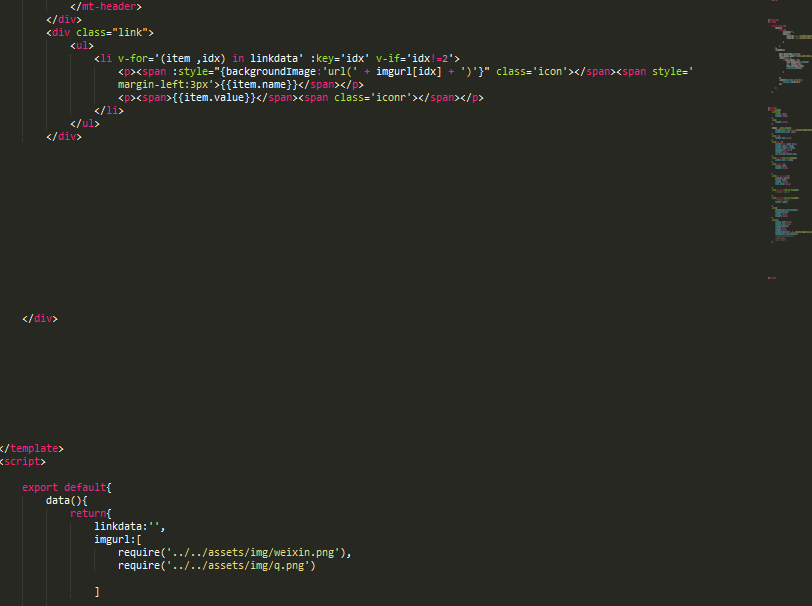 </mt-header>
</div>
<div class="link">
<ul>
<li v-for='(item ,idx) in linkdata' :key='idx' v-if='idx!=2'>
<p><span :style="{backgroundImage:'url(' + imgurl[idx] + ')'}" class='icon'></span><span style='
margin-left:3px'>{{item.name}}</span></p>
<p><span>{{item.value}}</span><span class='iconr'></span></p>
</li>
</ul>
</div>
</div>
</template>
<script>
export default{
data(){
return{
linkdata:'',
imgurl:[
require('../../assets/img/weixin.png'),
require('../../assets/img/q.png')
]